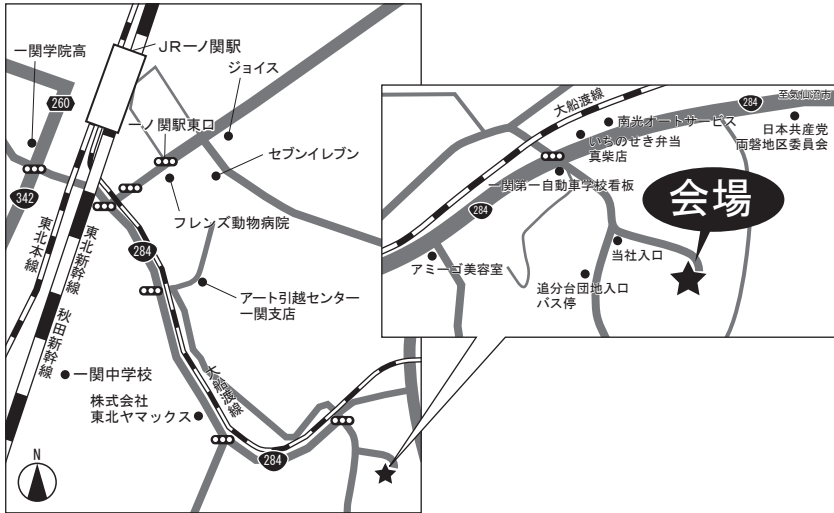 一関学院高
JR一ノ関駅
ジョイス
260
一ノ関駅東口
セブンイレブン
342
フレンズ動物病院
東北本線
東北新幹線
秋田新幹線
284
アート引越センター
一関支店
一関中学校
株式会社
東北ヤマックス
大船渡線
284
N
大船渡線
284
至気仙沼市
南光オートサービス
日本共産党
両磐地区委員会
いちのせき弁当
真柴店
一関第一自動車学校看板
284
会場
アミーゴ美容室
当社入口
追分台団地入口
バス停